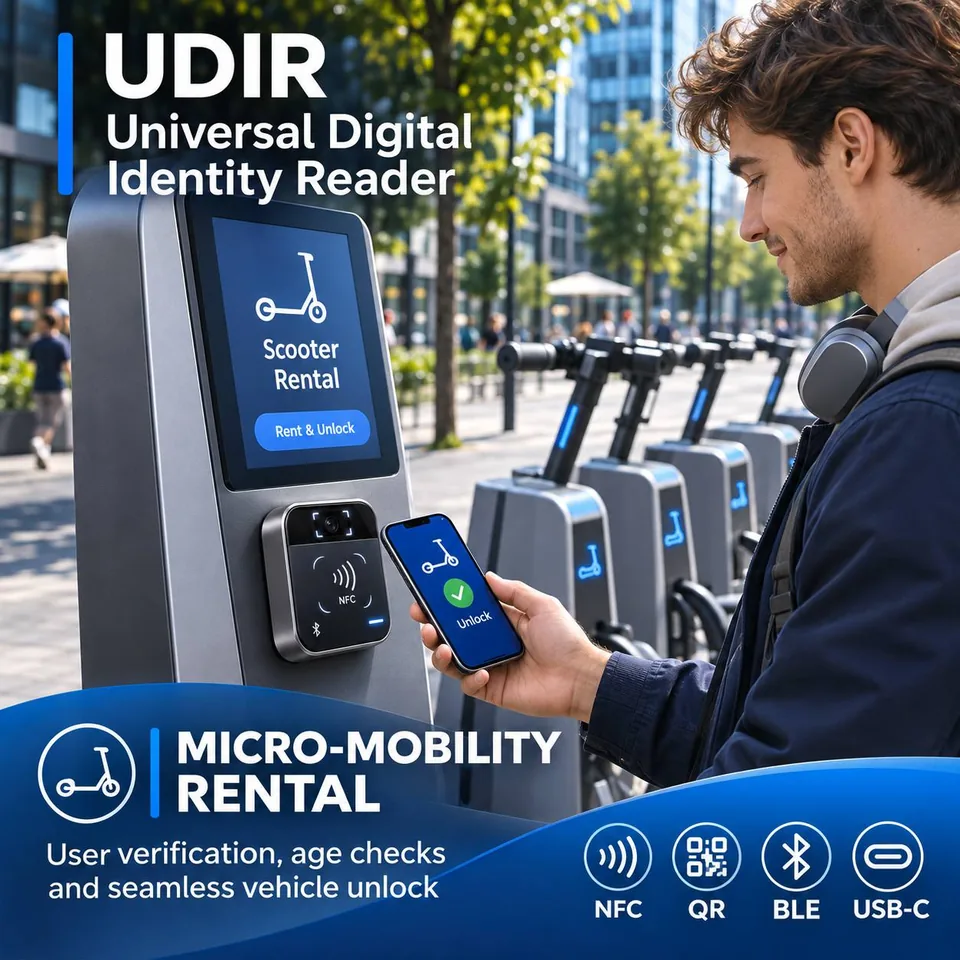 UDIR
Universal Digital
Identity Reader
Scooter
Rental
Rent & Unlock
NFC
Unlock
MICRO-MOBILITY
RENTAL
User verification, age checks
and seamless vehicle unlock
NFC
QR
BLE
USB-C